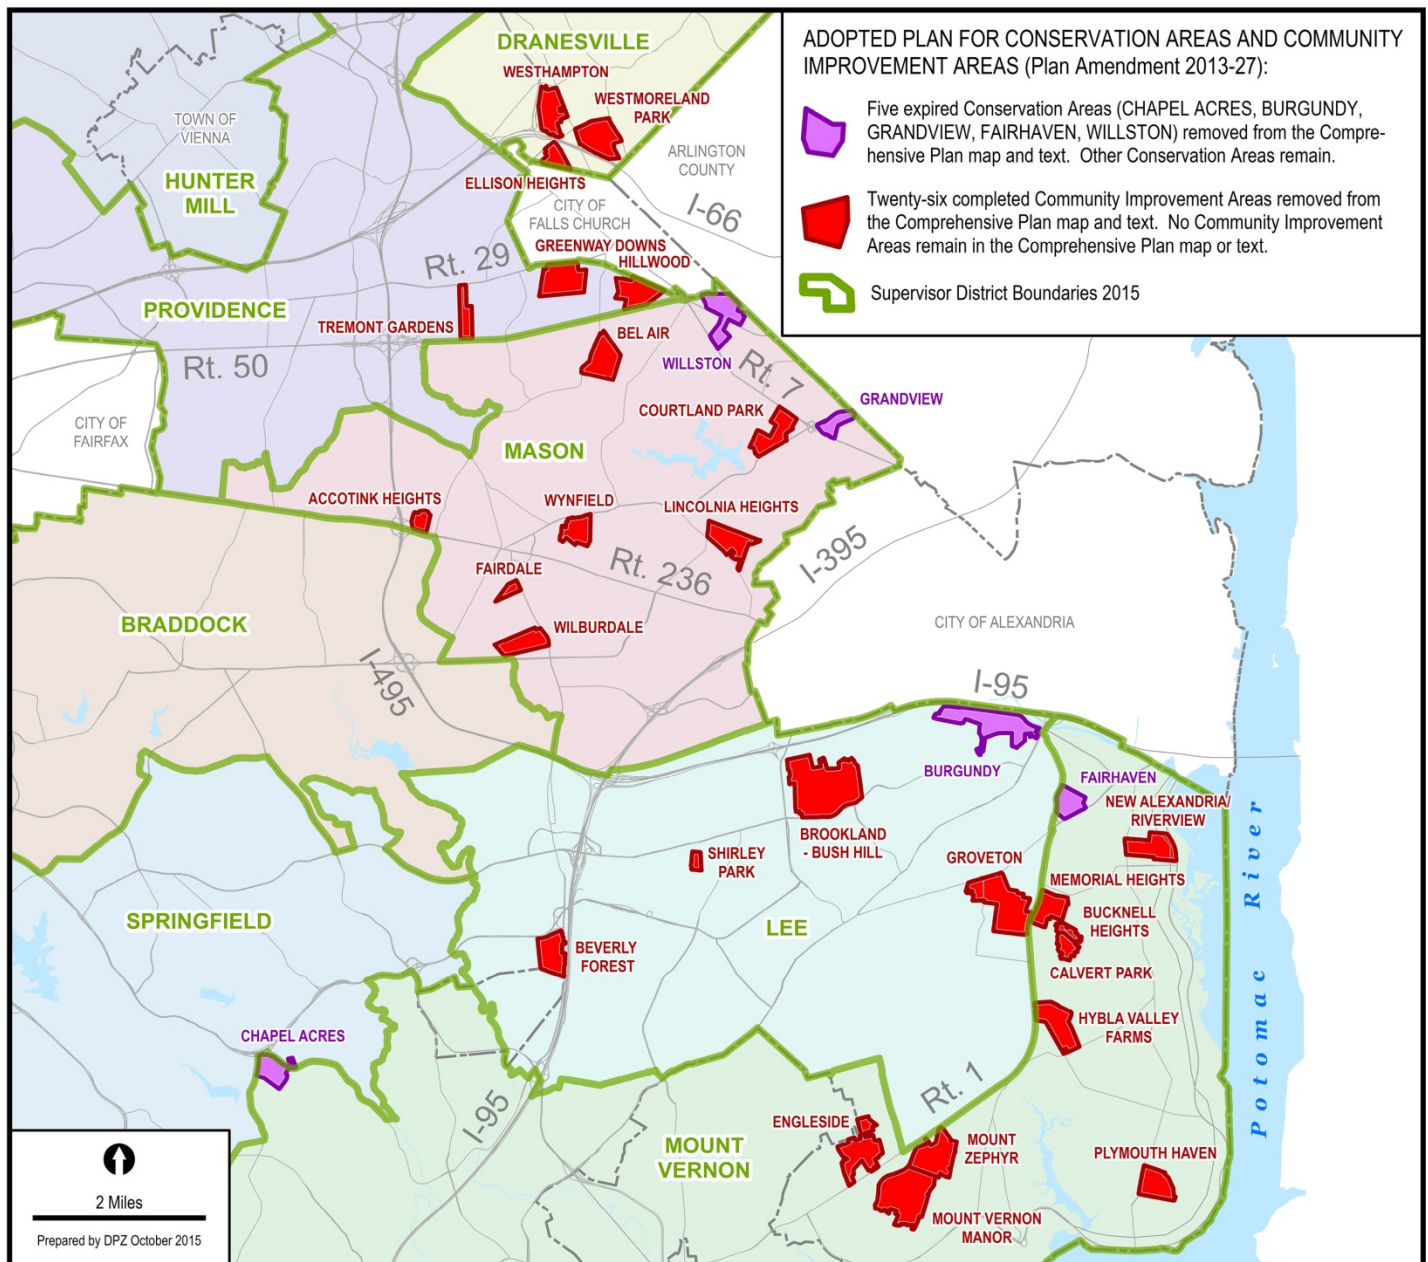 ADOPTED PLAN FOR CONSERVATION AREAS AND COMMUNITY
IMPROVEMENT AREAS (Plan Amendment 2013-27):
Five expired Conservation Areas (CHAPEL ACRES, BURGUNDY,
GRANDVIEW, FAIRHAVEN, WILLSTON) removed from the Compre-
hensive Plan map and text. Other Conservation Areas remain.
Twenty-six completed Community Improvement Areas removed from
the Comprehensive Plan map and text. No Community Improvement
Areas remain in the Comprehensive Plan map or text.
Supervisor District Boundaries 2015
DRANESVILLE
WESTHAMPTON
WESTMORELAND
PARK
TOWN OF
VIENNA
ARLINGTON
COUNTY
HUNTER
MILL
ELLISON HEIGHTS
CITY OF
FALLS CHURCH
I-66
GREENWAY DOWNS
HILLWOOD
Rt. 29
PROVIDENCE
TREMONT GARDENS
BEL AIR
WILLSTON
Rt. 50
Rt. 7
GRANDVIEW
COURTLAND PARK
CITY OF
FAIRFAX
MASON
ACCOTINK HEIGHTS
WYNFIELD
LINCOLNIA HEIGHTS
I-395
FAIRDALE
Rt. 236
BRADDOCK
WILBURDALE
CITY OF ALEXANDRIA
I-495
I-95
BURGUNDY
FAIRHAVEN
NEW ALEXANDRIA/
RIVERVIEW
BROOKLAND
- BUSH HILL
SHIRLEY
PARK
GROVETON
MEMORIAL HEIGHTS
BUCKNELL
HEIGHTS
SPRINGFIELD
LEE
BEVERLY
FOREST
CALVERT PARK
Potomac River
HYBLA VALLEY
FARMS
CHAPEL ACRES
Rt. 1
I-95
ENGLESIDE
MOUNT
VERNON
MOUNT
ZEPHYR
PLYMOUTH HAVEN
MOUNT VERNON
MANOR
2 Miles
Prepared by DPZ October 2015